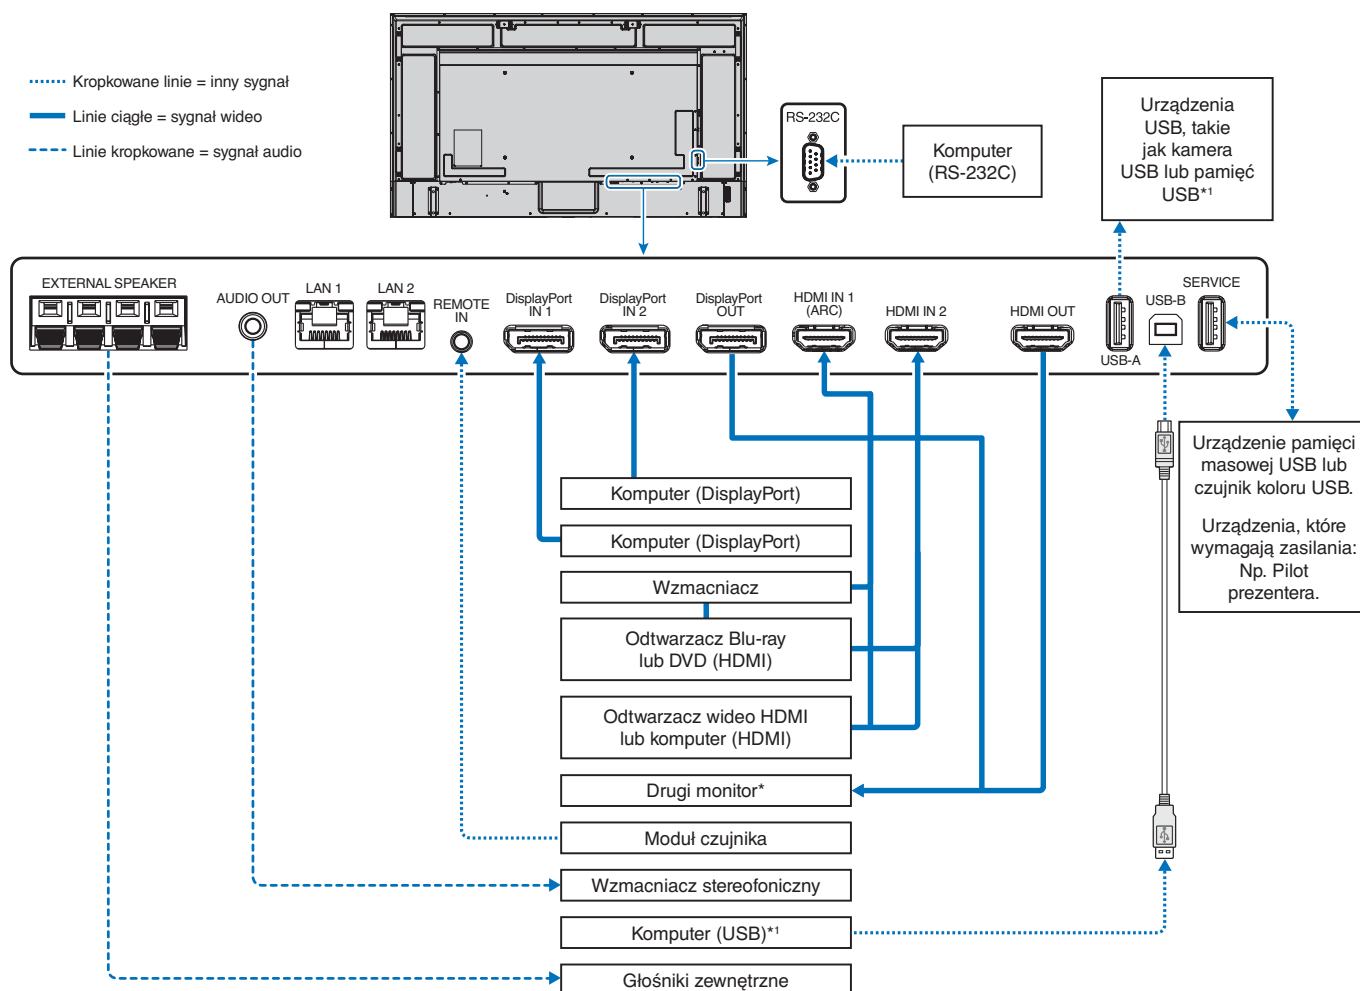 Kropkowane linie = inny sygnał
Linie ciągłe = sygnał wideo
Linie kropkowane = sygnał audio
RS-232C
Komputer
(RS-232C)
Urządzenia
USB, takie
jak kamera
USB lub pamięć
USB*1
EXTERNAL SPEAKER
AUDIO OUT
LAN 1
LAN 2
REMOTE
IN
DisplayPort
IN 1
DisplayPort
IN 2
DisplayPort
OUT
HDMI IN 1
(ARC)
HDMI IN 2
HDMI OUT
USB-A
USB-B
SERVICE
Urządzenie pamięci
masowej USB lub
czujnik koloru USB.
Urządzenia, które
wymagają zasilania:
Np. Pilot
prezentera.
Komputer (DisplayPort)
Komputer (DisplayPort)
Wzmacniacz
Odtwarzacz Blu-ray
lub DVD (HDMI)
Odtwarzacz wideo HDMI
lub komputer (HDMI)
Drugi monitor*
Moduł czujnika
Wzmacniacz stereofoniczny
Komputer (USB)*1
Głośniki zewnętrzne